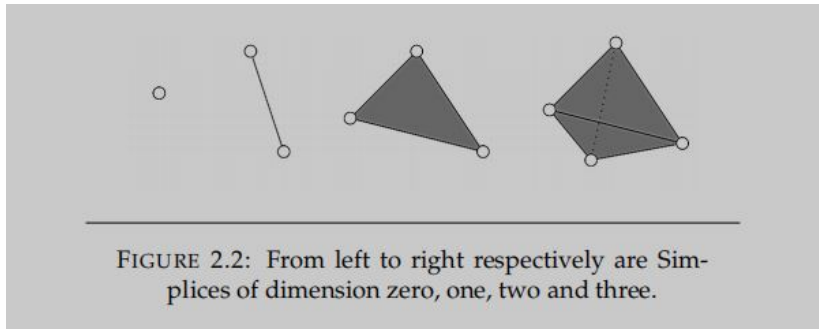 FIGURE 2.2: From left to right respectively are Sim-
plices of dimension zero, one, two and three.